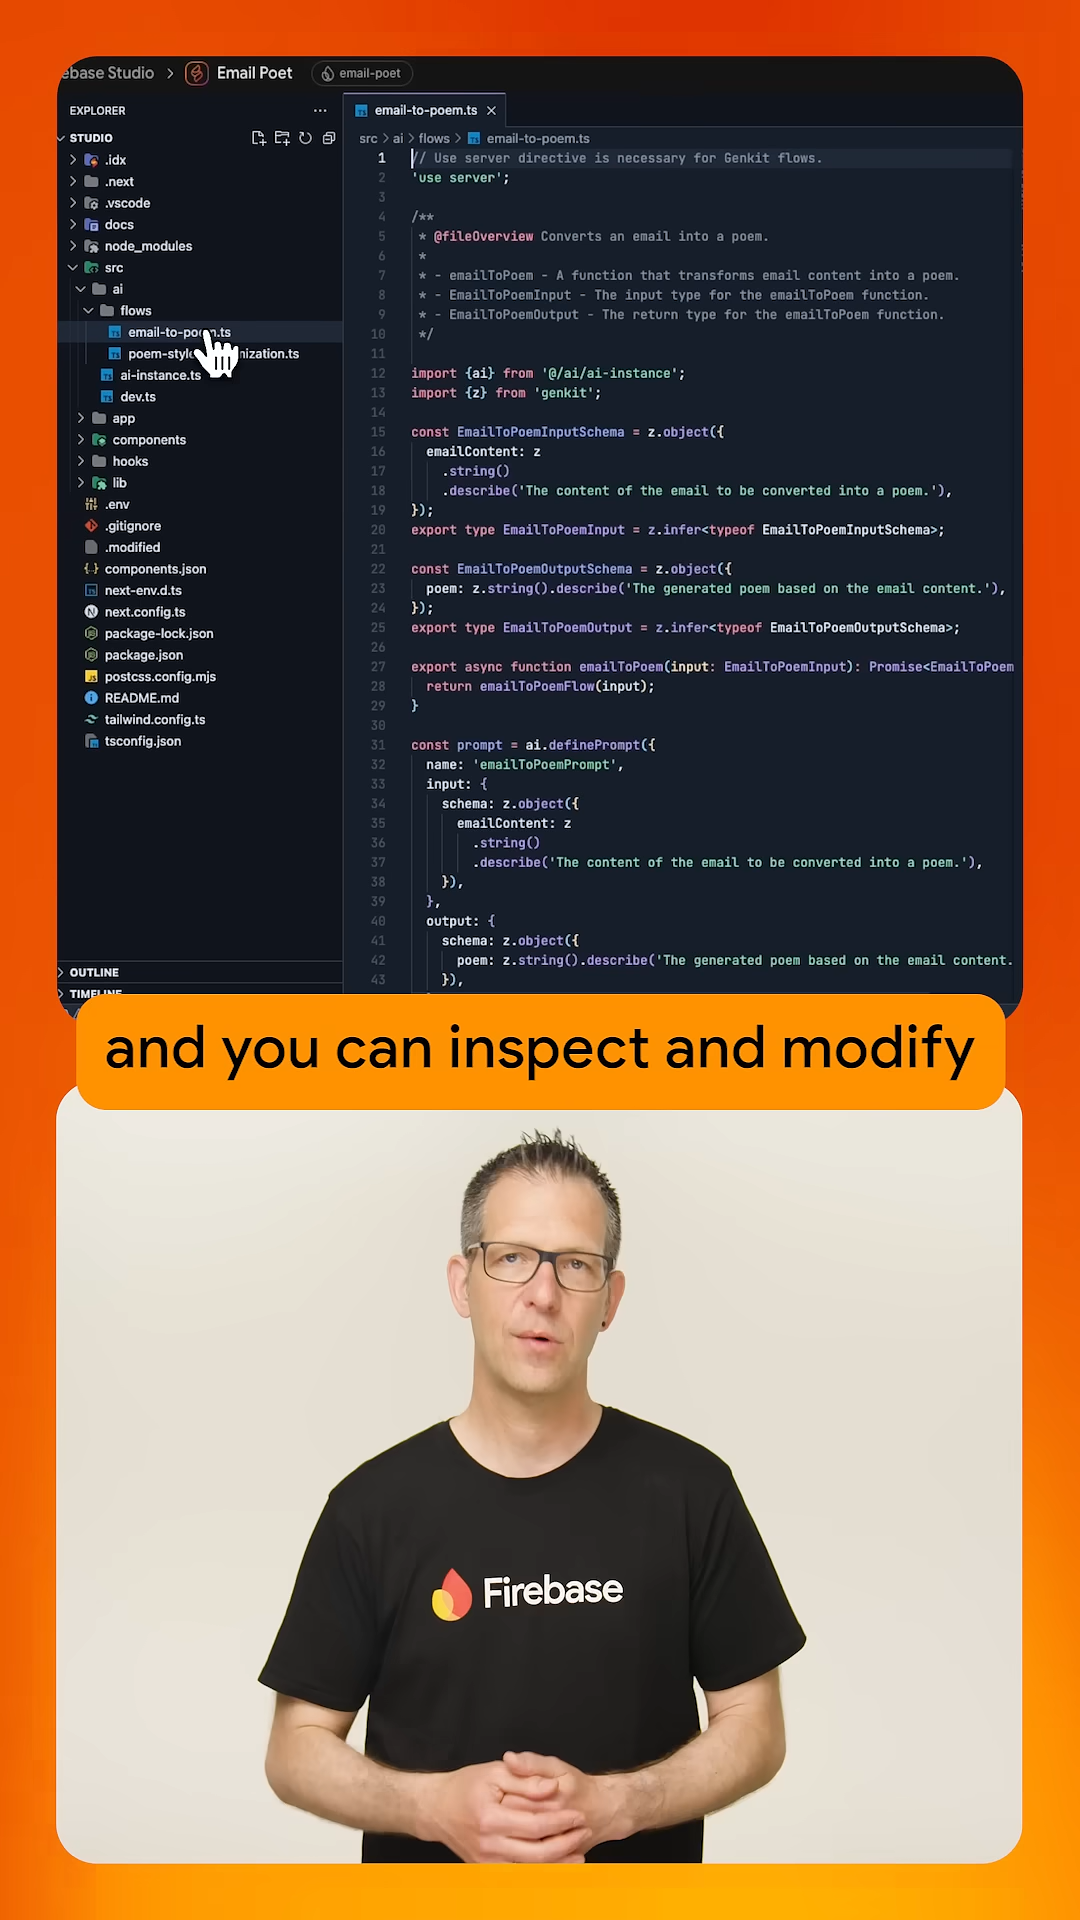 ebase Studio > Email Poet email-poet
EXPLORER ...
STUDIO
.idx
.next
.vscode
docs
node_modules
src
ai
flows
email-to-poem.ts
ai-instance.ts
dev.ts
app
components
hooks
lib
.env
.gitignore
.modified
components.json
next-env.d.ts
next.config.ts
package-lock.json
package.json
postcss.config.mjs
README.md
tailwind.config.ts
tsconfig.json
OUTLINE
TIMELINE
email-to-poem.ts
src > ai > flows > email-to-poem.ts
1 // Use server directive is necessary for Genkit flows.
2 'use server';
3
4 /**
5 * @fileOverview Converts an email into a poem.
6 *
7 * - emailToPoem - A function that transforms email content into a poem.
8 * - EmailToPoemInput - The input type for the emailToPoem function.
9 * - EmailToPoemOutput - The return type for the emailToPoem function.
10 */
11
12 import {ai} from '@/ai/ai-instance';
13 import {z} from 'genkit';
14
15 const EmailToPoemInputSchema = z.object({
16 emailContent: z
17 .string()
18 .describe('The content of the email to be converted into a poem.'),
19 });
20 export type EmailToPoemInput = z.infer<typeof EmailToPoemInputSchema>;
21
22 const EmailToPoemOutputSchema = z.object({
23 poem: z.string().describe('The generated poem based on the email content.'),
24 });
25 export type EmailToPoemOutput = z.infer<typeof EmailToPoemOutputSchema>;
26
27 export async function emailToPoem(input: EmailToPoemInput): Promise<EmailToPoem
28 return emailToPoemFlow(input);
29 }
30
31 const prompt = ai.definePrompt({
32 name: 'emailToPoemPrompt',
33 input: {
34 schema: z.object({
35 emailContent: z
36 .string()
37 .describe('The content of the email to be converted into a poem.'),
38 }),
39 },
40 output: {
41 schema: z.object({
42 poem: z.string().describe('The generated poem based on the email content.
43 }),
and you can inspect and modify
Firebase